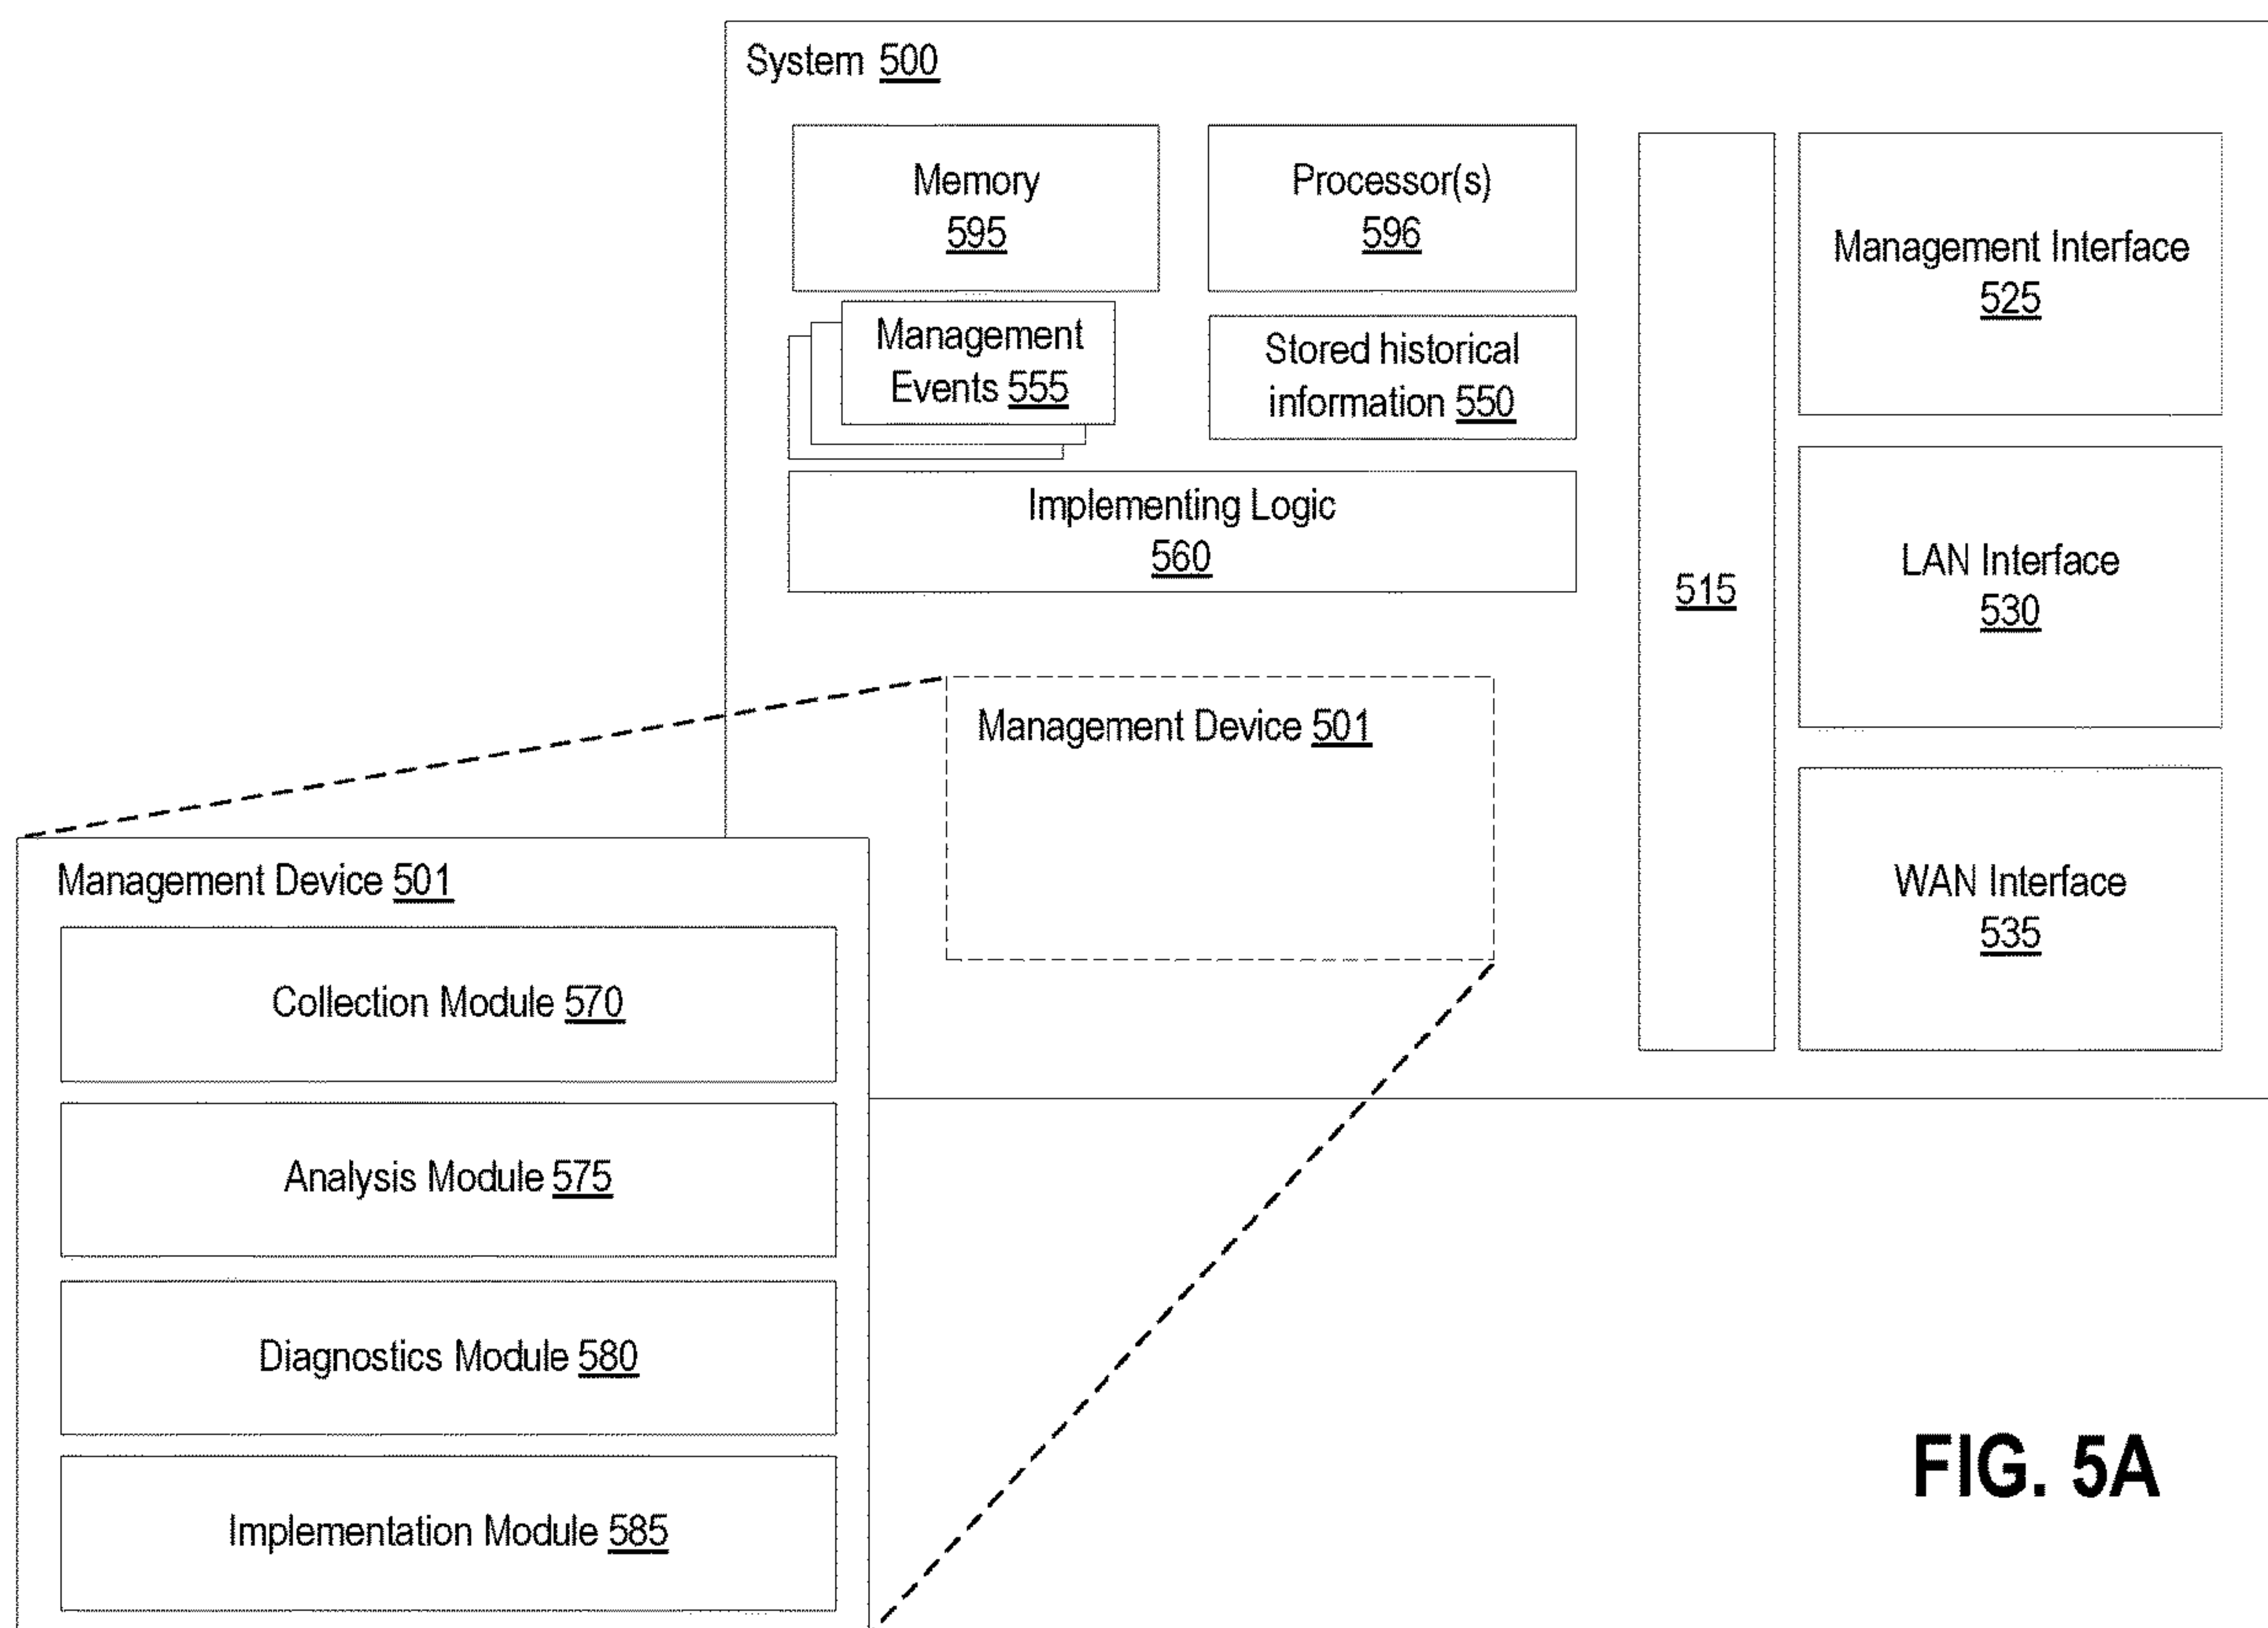 System 500
Memory
595
Processor(s)
596
Management
Events 555
Stored historical
information 550
Implementing Logic
560
515
Management Interface
525
LAN Interface
530
WAN Interface
535
Management Device 501
Management Device 501
Collection Module 570
Analysis Module 575
Diagnostics Module 580
Implementation Module 585
FIG. 5A